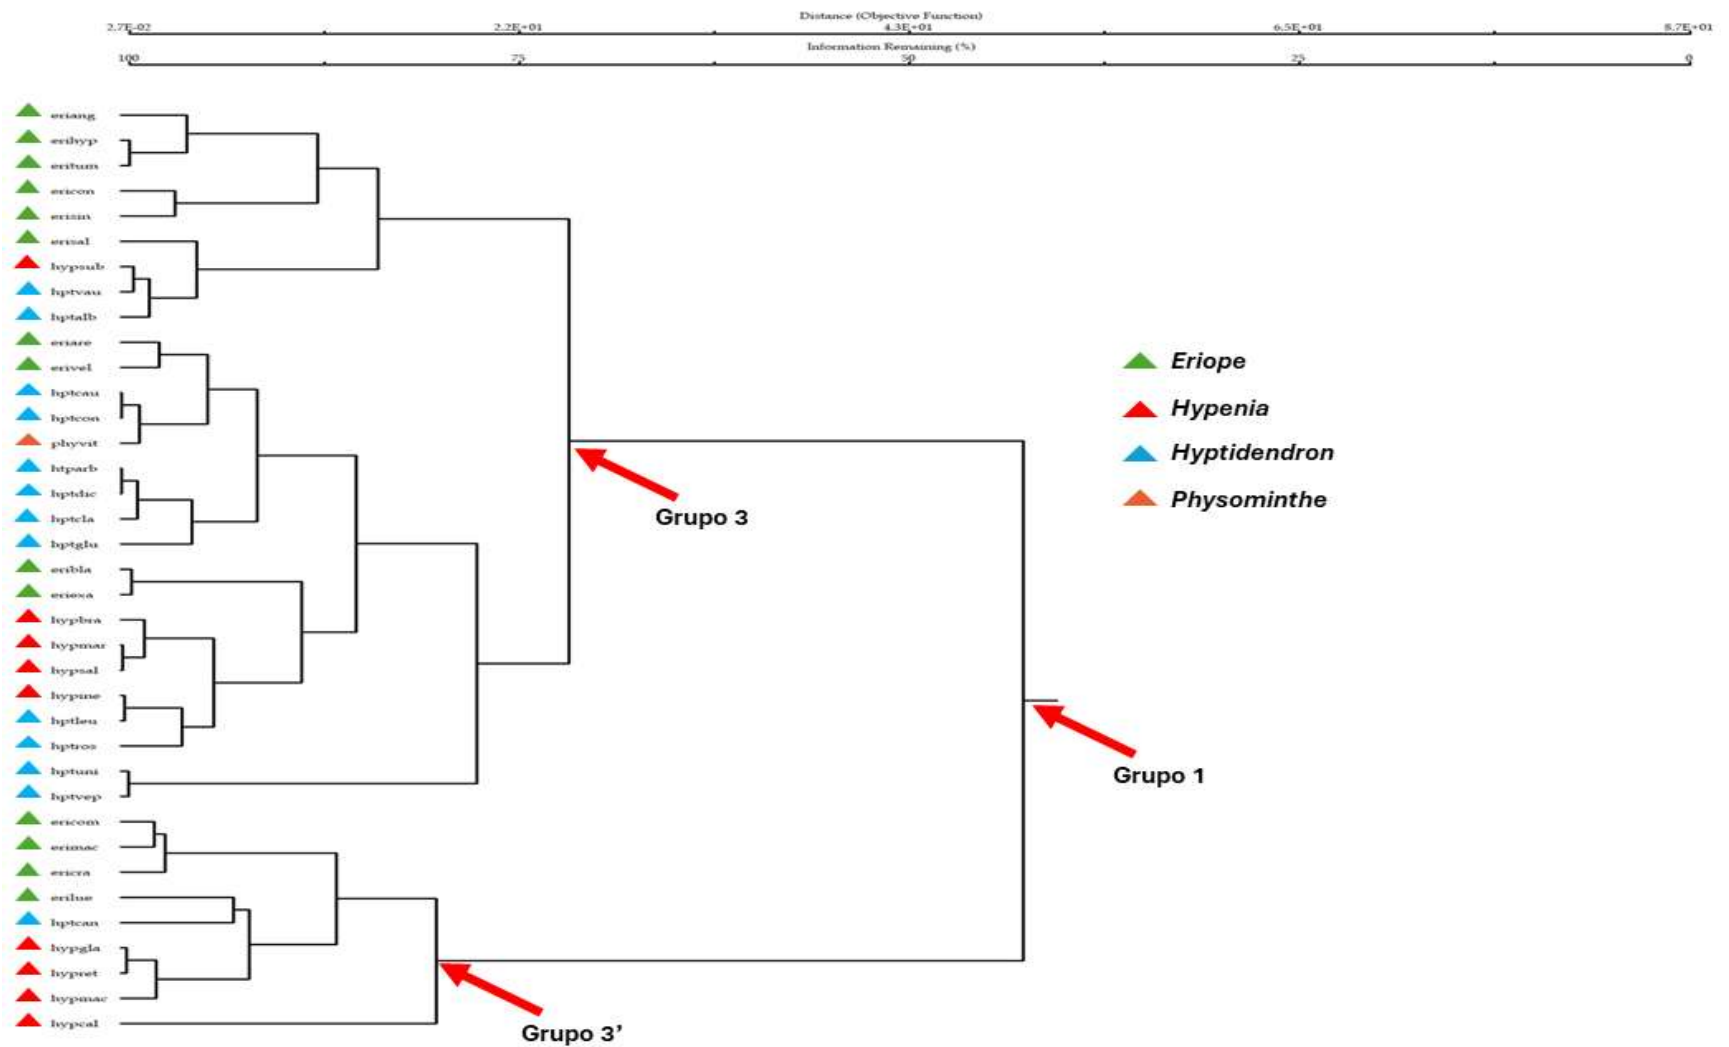 Distance (Objective Function)
2.7E-02 2.2E+01 4.3E+01 6.5E+01 8.7E+01
Information Remaining (%)
100 75 50 25 0
eriang
erihyp
eritum
ericon
erisin
erisal
hypsub
hptvau
hptalb
eriare
erivel
hptcau
hptcon
phyvit
htparb
hptdic
hptcla
hptglu
eribla
eriexa
hypbra
hypmar
hypsal
hypine
hptleu
hptros
hptuni
hptvep
ericom
erimac
ericra
erilue
hptcan
hypgla
hypret
hypmac
hypcal
Eriope
Hypenia
Hyptidendron
Physominthe
Grupo 3
Grupo 1
Grupo 3’